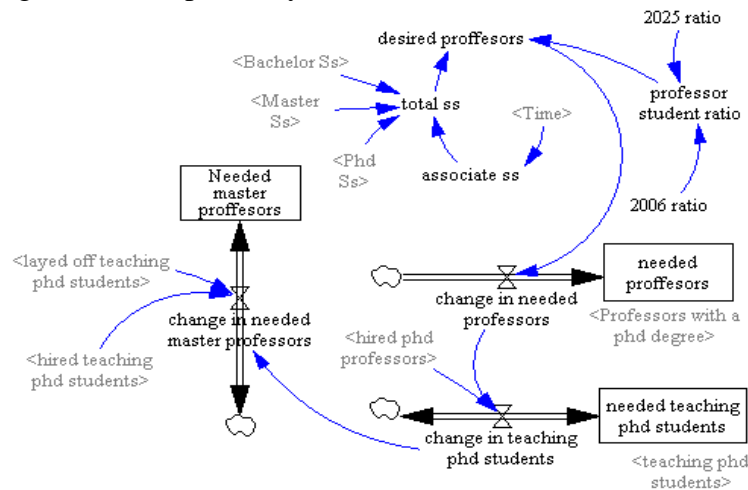 2025 ratio
desired proffesors
<Bachelor Ss>
<Master
Ss>
total ss
<Time>
professor
student ratio
<Phd
Ss>
associate ss
Needed
master
proffesors
2006 ratio
<layed off teaching
phd students>
needed
proffesors
change in needed
master professors
change in needed
professors
<Professors with a
phd degree>
<hired teaching
phd students>
<hired phd
professors>
needed teaching
phd students
change in teaching
phd students
<teaching phd
students>